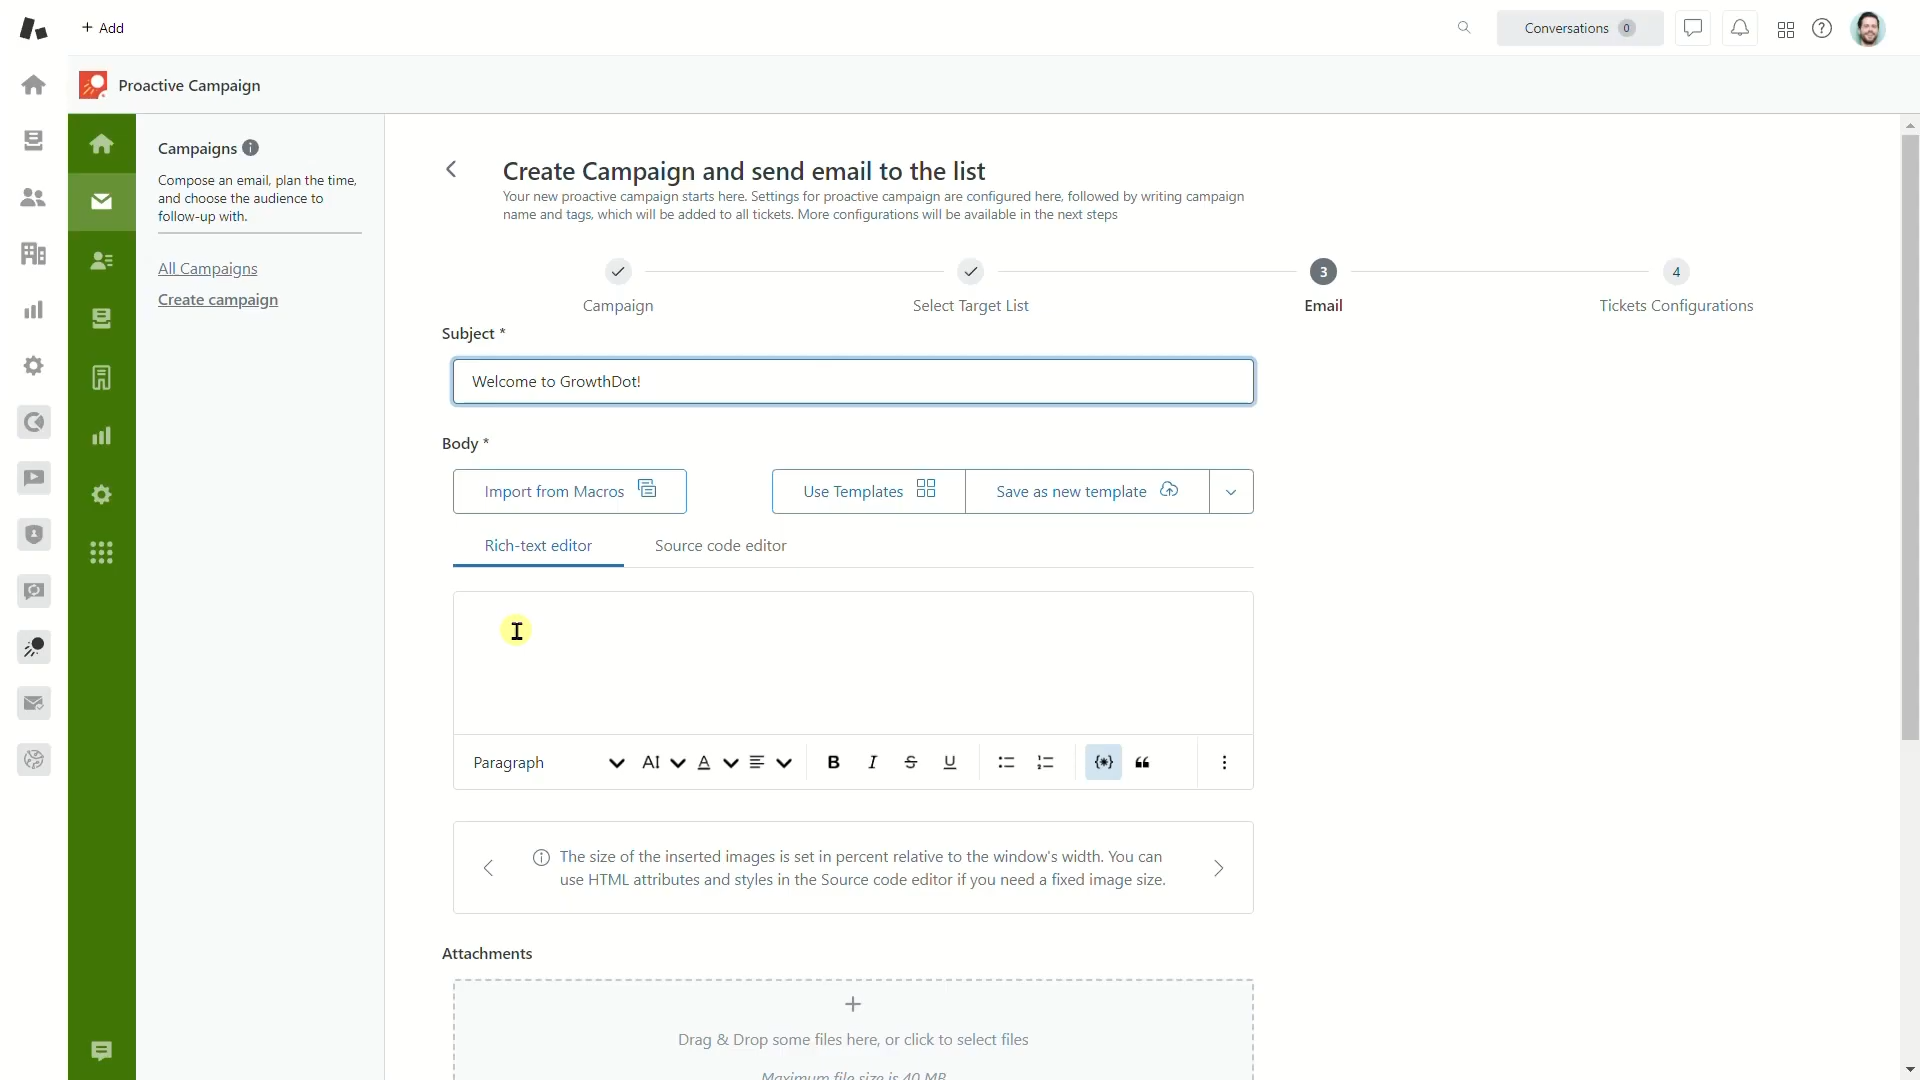 + Add
Conversations 0
Proactive Campaign
Campaigns
Compose an email, plan the time,
and choose the audience to
follow-up with.
All Campaigns
Create campaign
Create Campaign and send email to the list
Your new proactive campaign starts here. Settings for proactive campaign are configured here, followed by writing campaign
name and tags, which will be added to all tickets. More configurations will be available in the next steps
3
4
Campaign
Select Target List
Email
Tickets Configurations
Subject *
Welcome to GrowthDot!
Body *
Import from Macros
Use Templates
Save as new template
Rich-text editor
Source code editor
Paragraph
The size of the inserted images is set in percent relative to the window's width. You can
use HTML attributes and styles in the Source code editor if you need a fixed image size.
Attachments
Drag & Drop some files here, or click to select files
Maximum file size is 40 MB